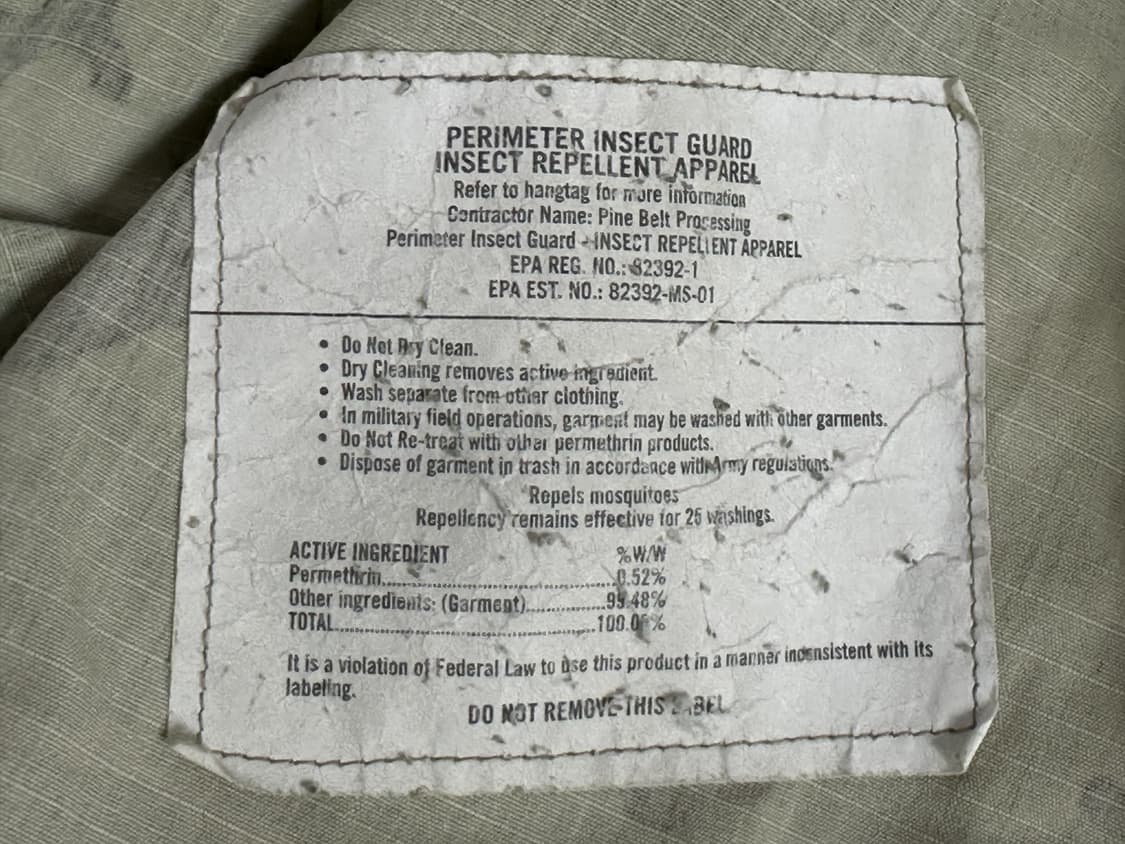 PERIMETER INSECT GUARD
INSECT REPELLENT APPAREL
Refer to hangtag for more information
Contractor Name: Pine Belt Processing
Perimeter Insect Guard - INSECT REPELLENT APPAREL
EPA REG. NO.: 82392-1
EPA EST. NO.: 82392-MS-01
• Do Not Dry Clean.
• Dry Cleaning removes active ingredient.
• Wash separate from other clothing.
• In military field operations, garment may be washed with other garments.
• Do Not Re-treat with other permethrin products.
• Dispose of garment in trash in accordance with Army regulations.
Repels mosquitoes
Repellency remains effective for 25 washings.
ACTIVE INGREDIENT %W/W
Permethrin..............................0.52%
Other ingredients: (Garment)..............99.48%
TOTAL..............................100.00%
It is a violation of Federal Law to use this product in a manner inconsistent with its
labeling.
DO NOT REMOVE THIS LABEL